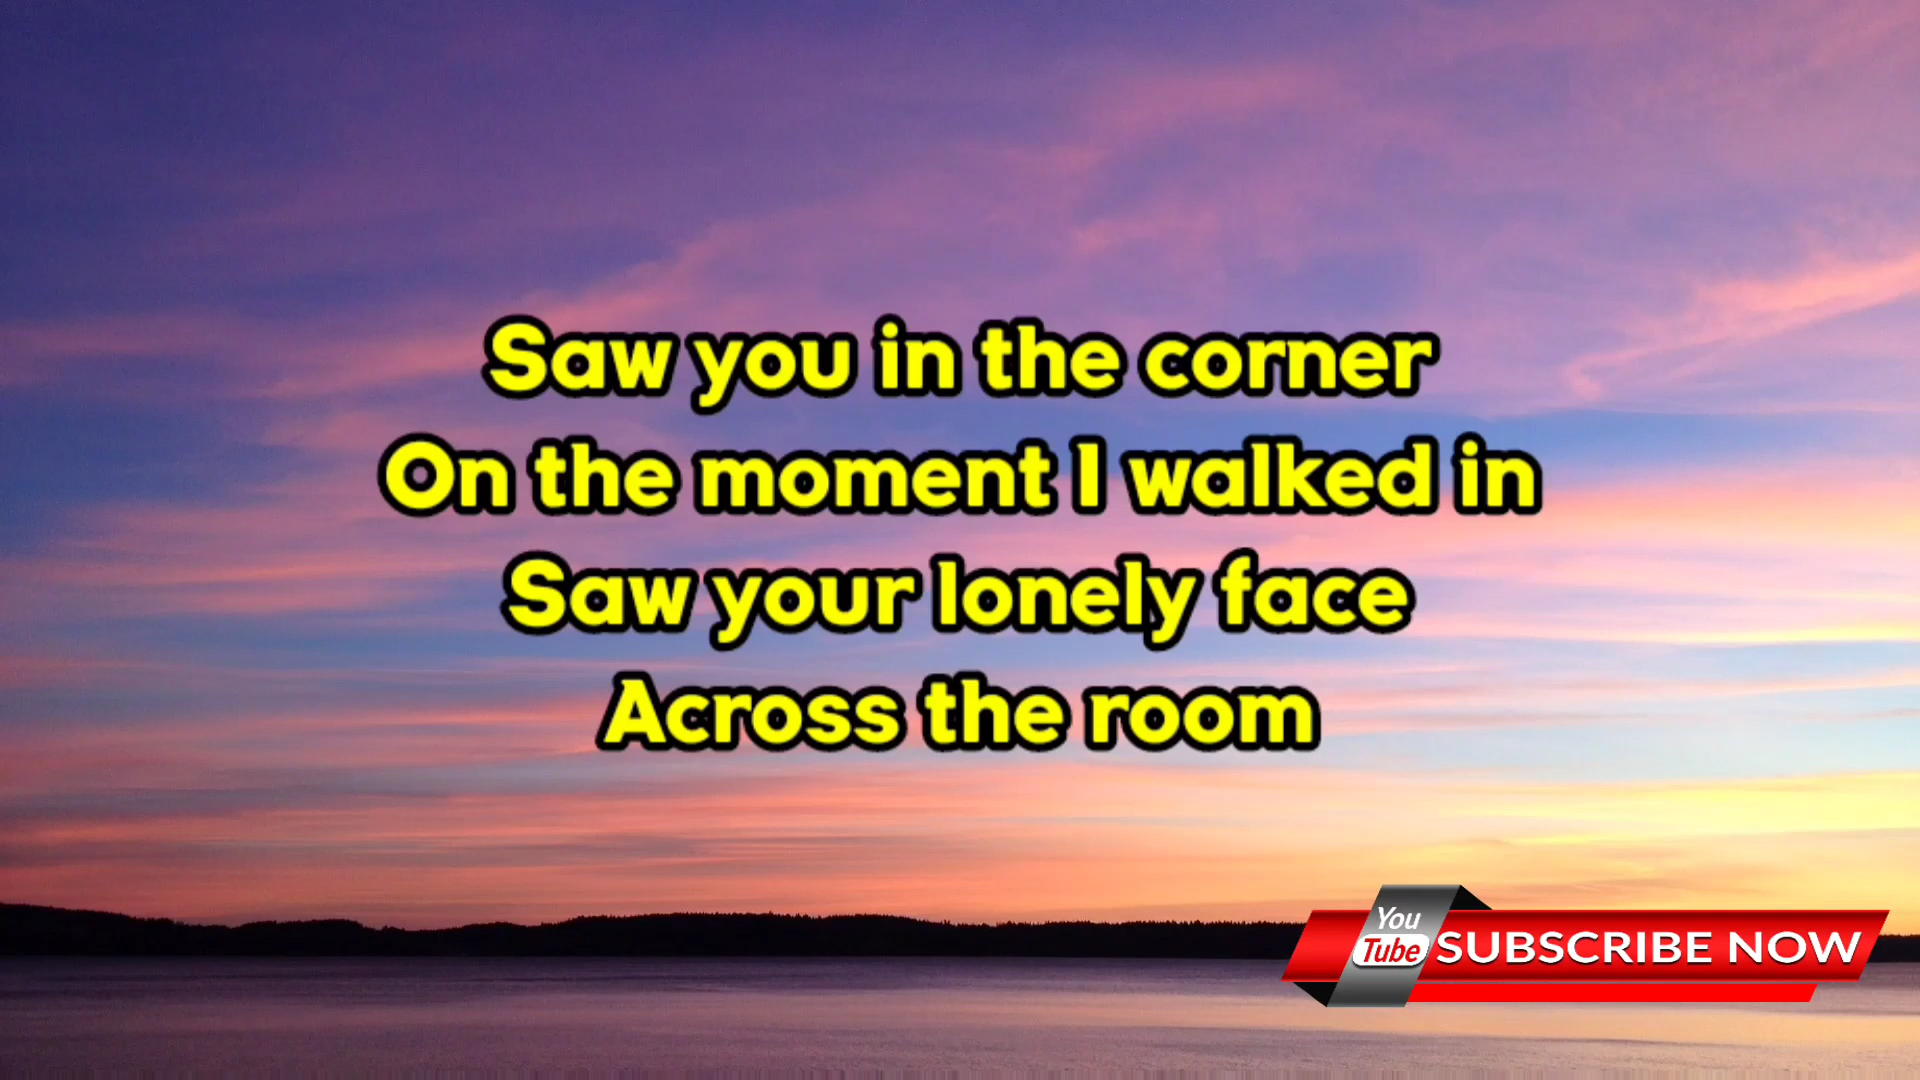 Saw you in the corner
On the moment I walked in
Saw your lonely face
Across the room
You
Tube
SUBSCRIBE NOW